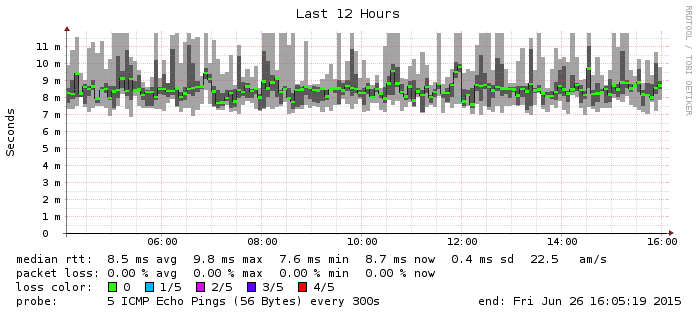 Last 12 Hours
RRDTOOL / TOBI OETIKER
Seconds
11 m
10 m
9 m
8 m
7 m
6 m
5 m
4 m
3 m
2 m
1 m
0
06:00 08:00 10:00 12:00 14:00 16:00
median rtt: 8.5 ms avg 9.8 ms max 7.6 ms min 8.7 ms now 0.4 ms sd 22.5 am/s
packet loss: 0.00 % avg 0.00 % max 0.00 % min 0.00 % now
loss color: 0 1/5 2/5 3/5 4/5
probe: 5 ICMP Echo Pings (56 Bytes) every 300s end: Fri Jun 26 16:05:19 2015